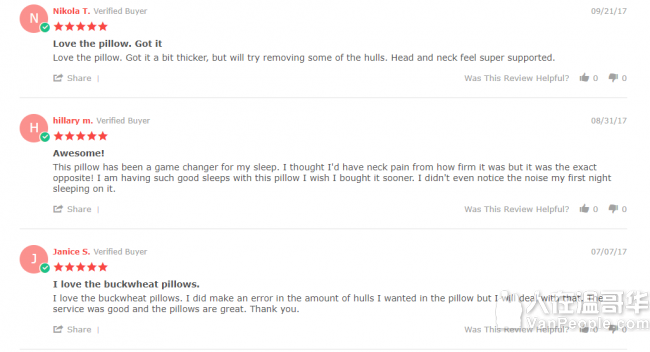 N
Nikola T. Verified Buyer
09/21/17
Love the pillow. Got it
Love the pillow. Got it a bit thicker, but will try removing some of the hulls. Head and neck feel super supported.
Share |
Was This Review Helpful? 0 0
H
hillary m. Verified Buyer
08/31/17
Awesome!
This pillow has been a game changer for my sleep. I thought I'd have neck pain from how firm it was but it was the exact
opposite! I am having such good sleeps with this pillow I wish I bought it sooner. I didn't even notice the noise my first night
sleeping on it.
Share |
Was This Review Helpful? 0 0
J
Janice S. Verified Buyer
07/07/17
I love the buckwheat pillows.
I love the buckwheat pillows. I did make an error in the amount of hulls I wanted in the pillow but I will deal with that. The
service was good and the pillows are great. Thank you.
Share |
Was This Review Helpful? 0 0
人在温哥华
VanPeople.com